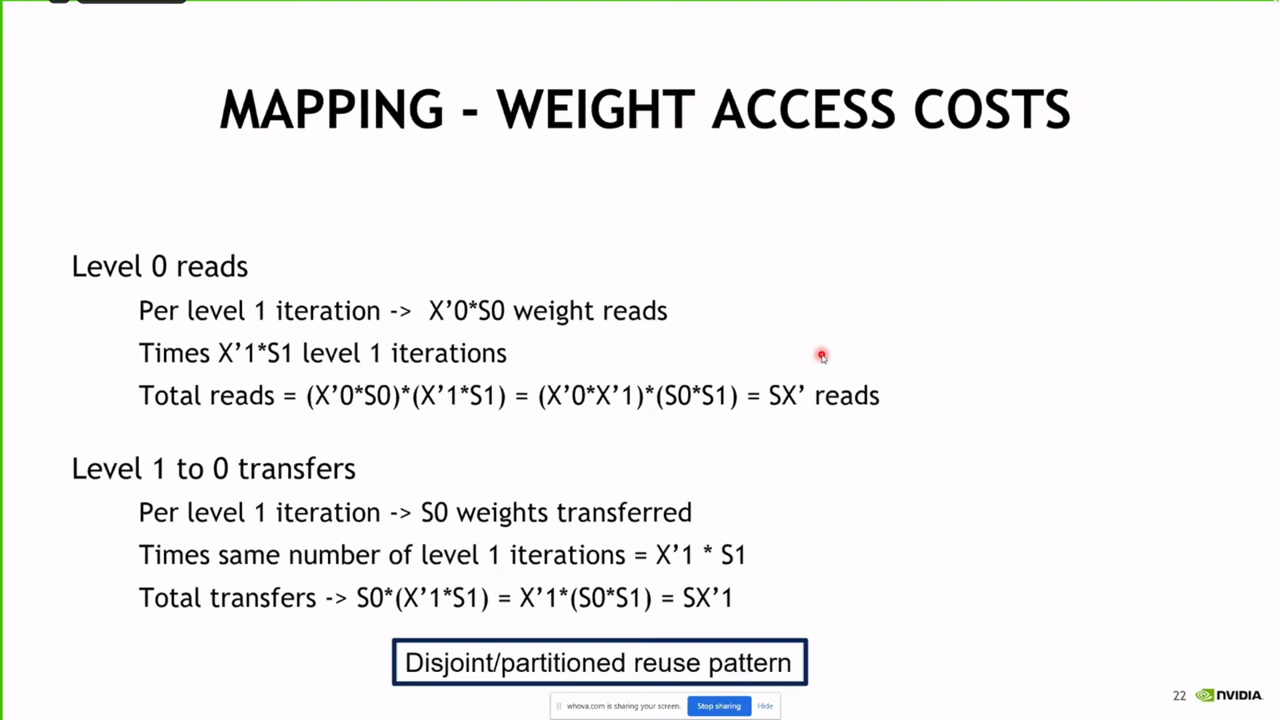 MAPPING - WEIGHT ACCESS COSTS
Level 0 reads
Per level 1 iteration -> X’0*S0 weight reads
Times X’1*S1 level 1 iterations
Total reads = (X’0*S0)*(X’1*S1) = (X’0*X’1)*(S0*S1) = SX’ reads
Level 1 to 0 transfers
Per level 1 iteration -> S0 weights transferred
Times same number of level 1 iterations = X’1 * S1
Total transfers -> S0*(X’1*S1) = X’1*(S0*S1) = SX’1
Disjoint/partitioned reuse pattern
whova.com is sharing your screen. Stop sharing Hide
22 NVIDIA.